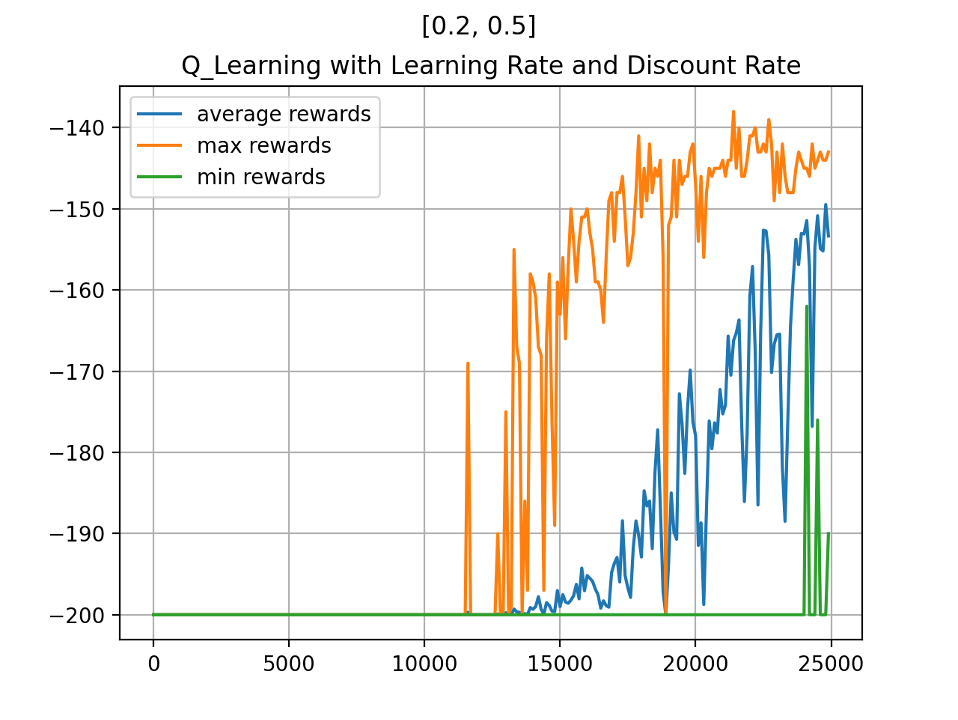 [0.2, 0.5]
Q_Learning with Learning Rate and Discount Rate
average rewards
max rewards
min rewards
−140
−150
−160
−170
−180
−190
−200
0 5000 10000 15000 20000 25000